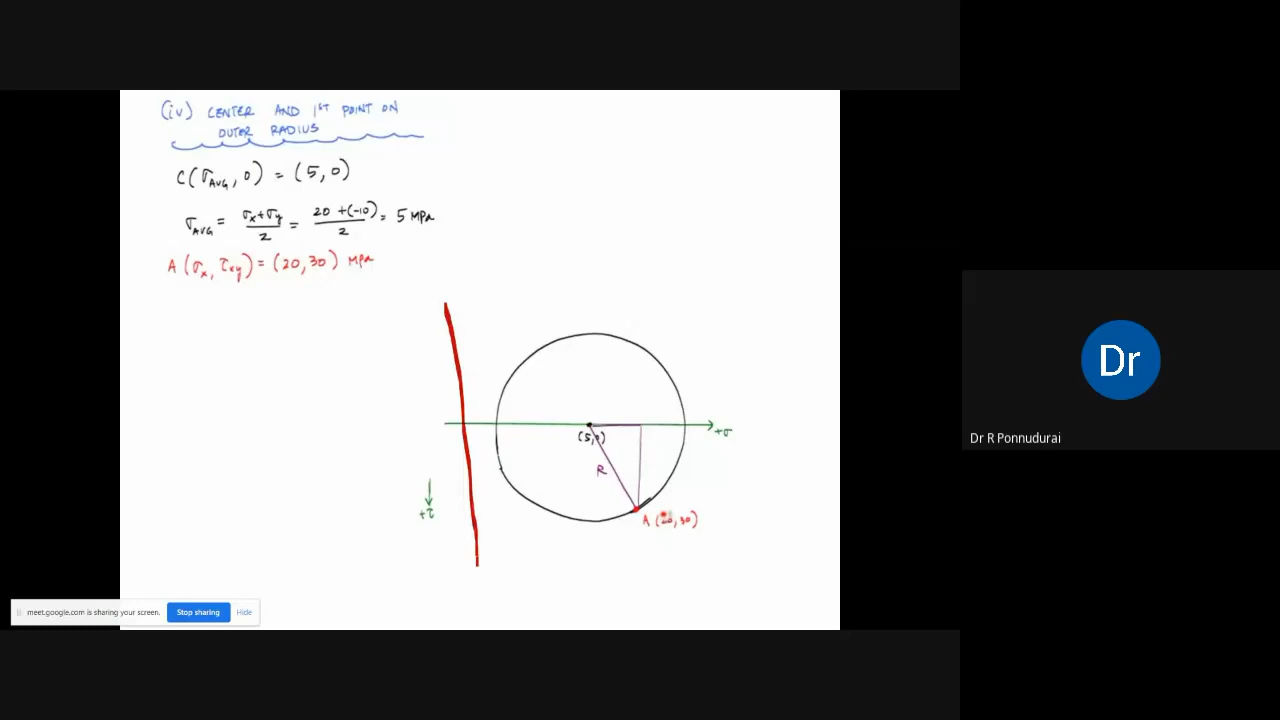 (iv) CENTER AND 1ST POINT ON
OUTER RADIUS
C(σAVG, 0) = (5, 0)
σAVG = σx+σy / 2 = 20 +(-10) / 2 = 5 MPa
A (σx, τxy) = (20, 30) MPa
(5,0)
+σ
R
+τ
A (20, 30)
Dr
Dr R Ponnudurai
meet.google.com is sharing your screen.
Stop sharing
Hide